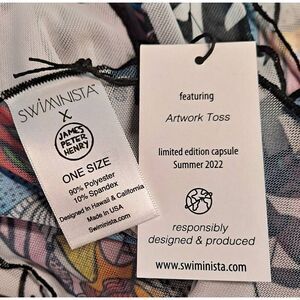 SWIMINISTA
X
JAMES
PETER
HENRY
ONE SIZE
90% Polyester
10% Spandex
Designed in Hawaii & California
Made in USA
Swiminista.com
featuring
Artwork Toss
limited edition capsule
Summer 2022
responsibly
designed & produced
www.swiminista.com